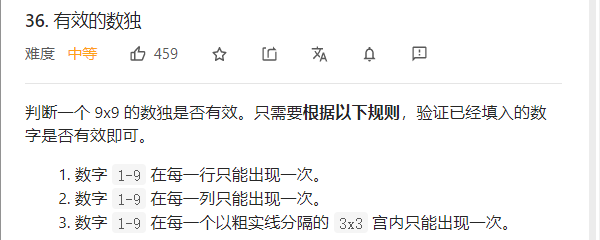 36. 有效的数独
难度 中等 459
判断一个 9x9 的数独是否有效。只需要根据以下规则，验证已经填入的数
字是否有效即可。
1. 数字 1-9 在每一行只能出现一次。
2. 数字 1-9 在每一列只能出现一次。
3. 数字 1-9 在每一个以粗实线分隔的 3x3 宫内只能出现一次。